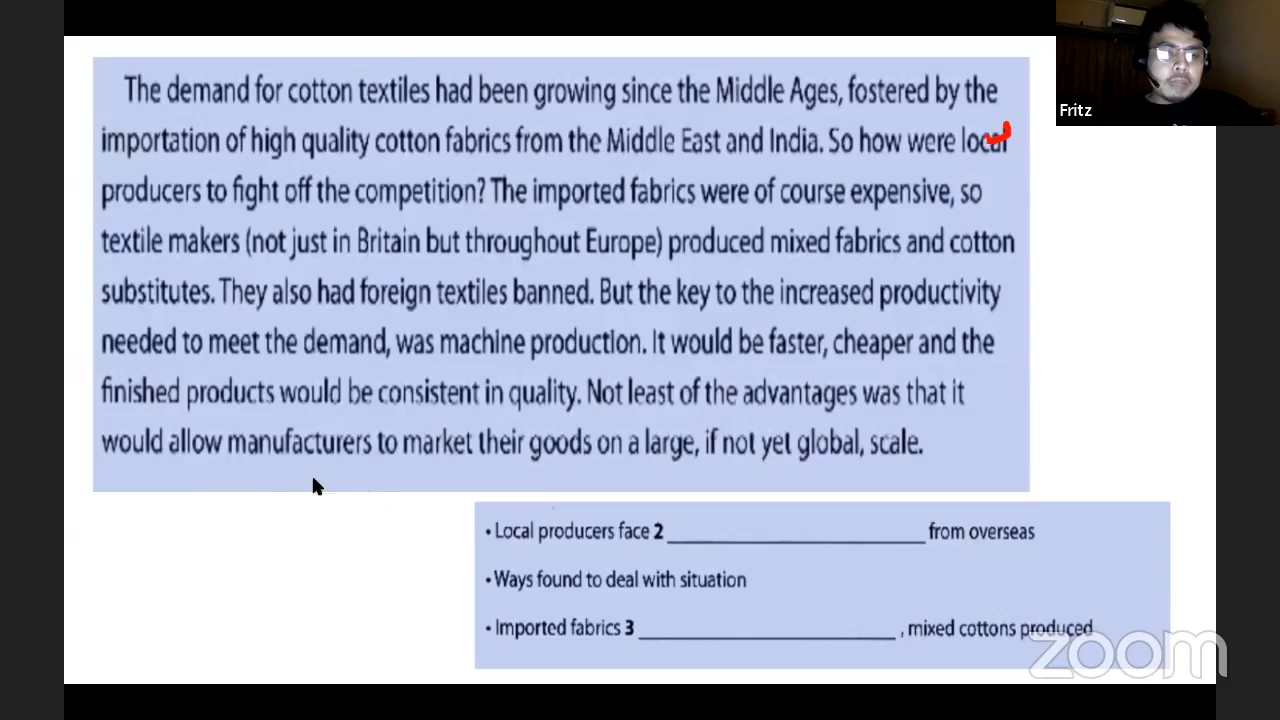 The demand for cotton textiles had been growing since the Middle Ages, fostered by the
importation of high quality cotton fabrics from the Middle East and India. So how were local
producers to fight off the competition? The imported fabrics were of course expensive, so
textile makers (not just in Britain but throughout Europe) produced mixed fabrics and cotton
substitutes. They also had foreign textiles banned. But the key to the increased productivity
needed to meet the demand, was machine production. It would be faster, cheaper and the
finished products would be consistent in quality. Not least of the advantages was that it
would allow manufacturers to market their goods on a large, if not yet global, scale.
Fritz
• Local producers face 2 ____________________ from overseas
• Ways found to deal with situation
• Imported fabrics 3 ____________________ , mixed cottons produced
zoom